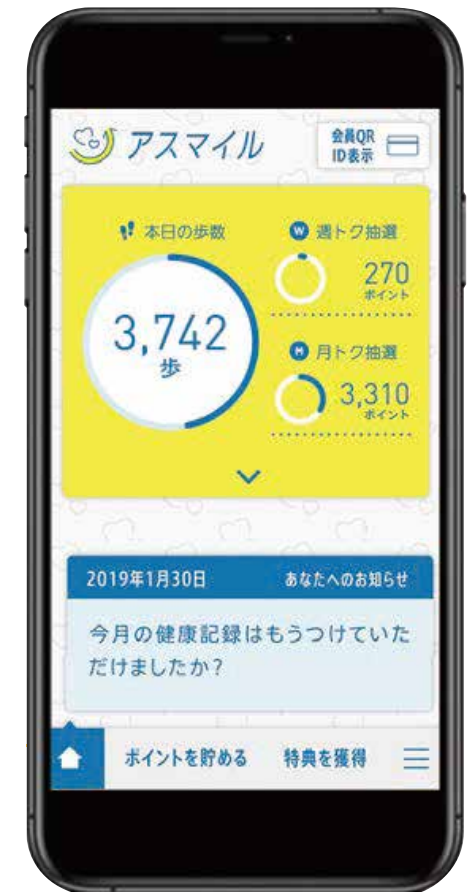 アスマイル
会員QR
ID表示
本日の歩数
3,742
歩
W 週トク抽選
270
ポイント
M 月トク抽選
3,310
ポイント
2019年1月30日 あなたへのお知らせ
今月の健康記録はもうつけていた
だけましたか?
ポイントを貯める 特典を獲得